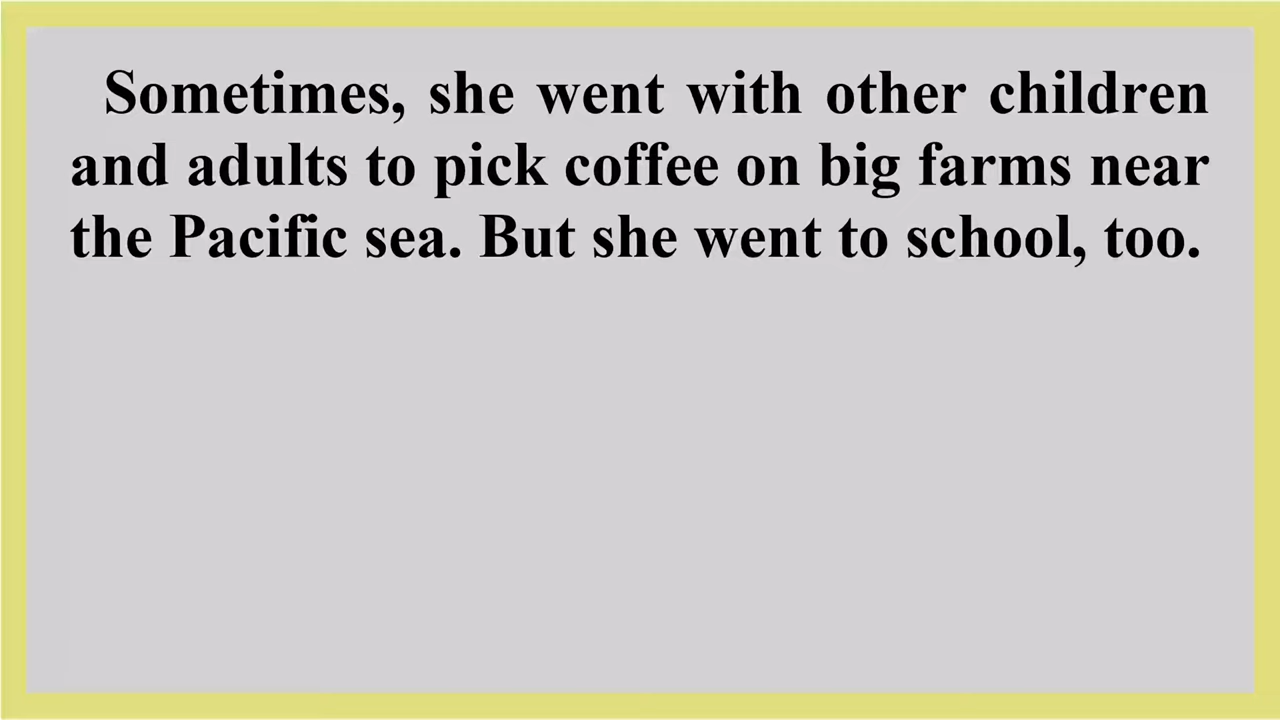 Sometimes, she went with other children
and adults to pick coffee on big farms near
the Pacific sea. But she went to school, too.